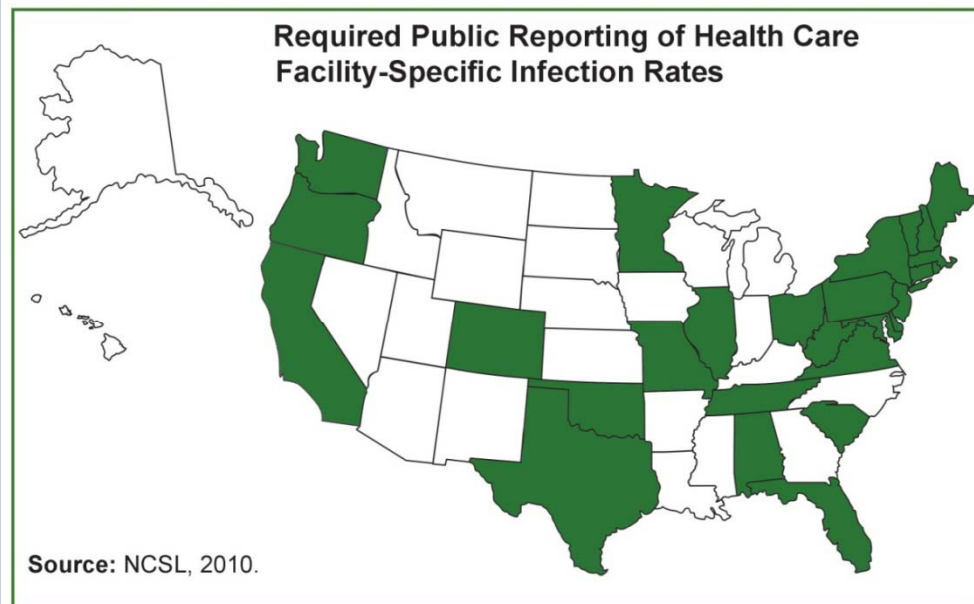 Required Public Reporting of Health Care
Facility-Specific Infection Rates
Source: NCSL, 2010.